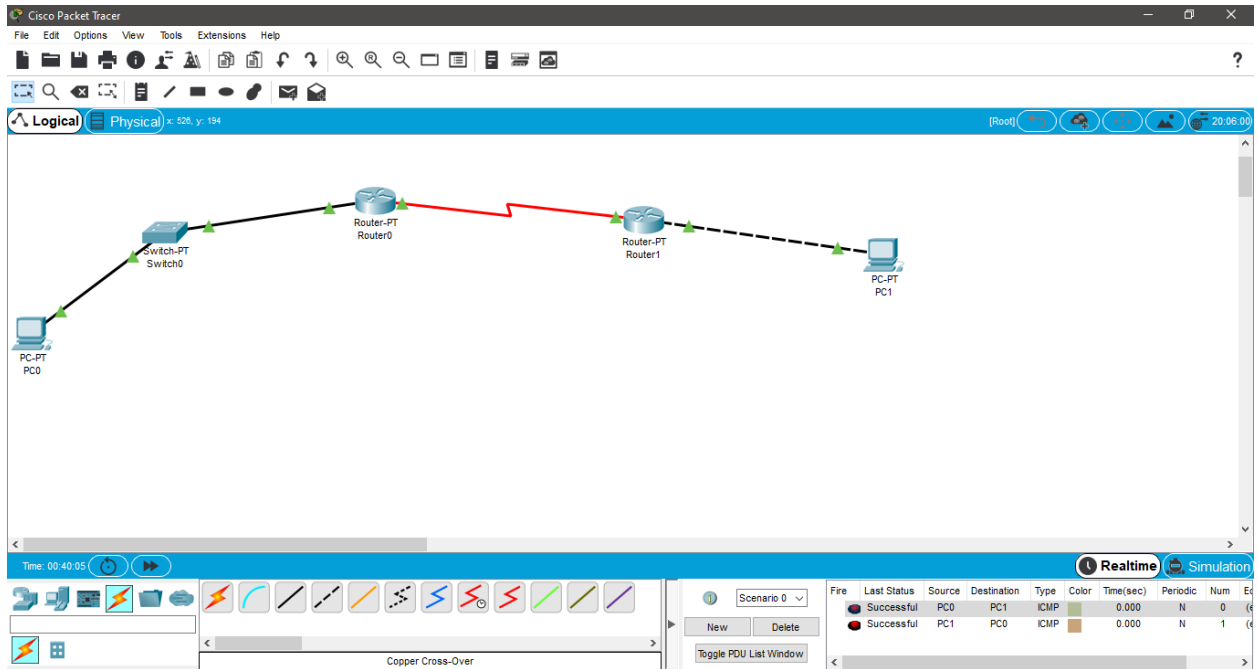 Cisco Packet Tracer
File Edit Options View Tools Extensions Help
?
Logical Physical x: 526, y: 194 [Root] 20:06:00
Router-PT
Router0
Switch-PT
Switch0
Router-PT
Router1
PC-PT
PC1
PC-PT
PC0
Time: 00:40:05 Realtime Simulation
Scenario 0
New Delete
Toggle PDU List Window
Copper Cross-Over
Fire Last Status Source Destination Type Color Time(sec) Periodic Num Ed
Successful PC0 PC1 ICMP 0.000 N 0 (e
Successful PC1 PC0 ICMP 0.000 N 1 (e